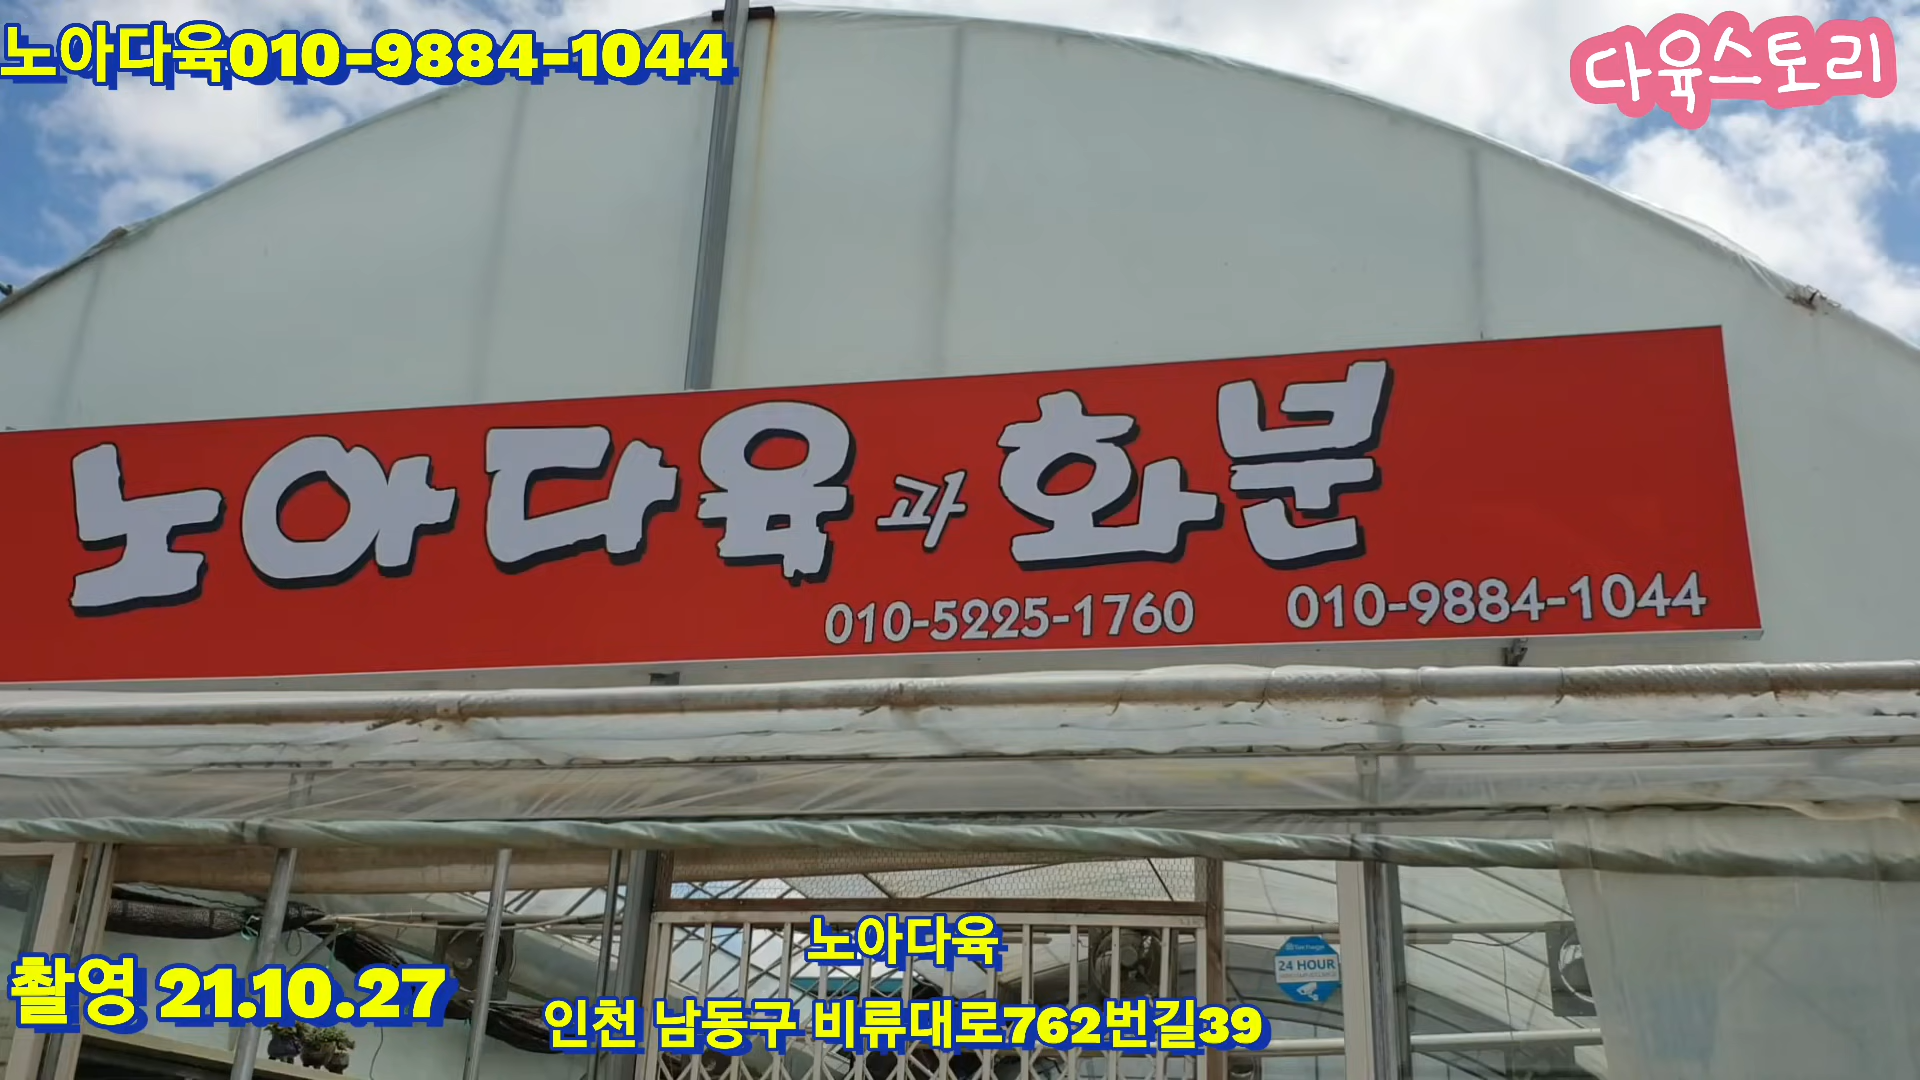 노아다육010-9884-1044
다육스토리
노아다육과 화분
010-5225-1760 010-9884-1044
24 HOUR
노아다육
촬영 21.10.27
인천 남동구 비류대로762번길39